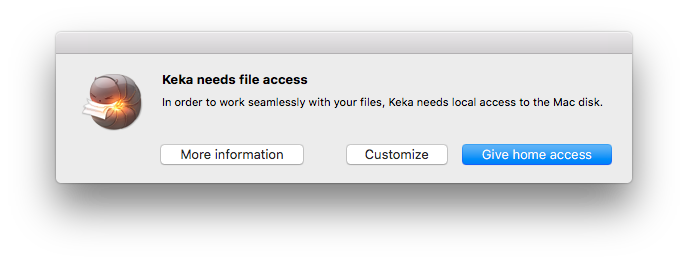 Keka needs file access
In order to work seamlessly with your files, Keka needs local access to the Mac disk.
More information
Customize
Give home access